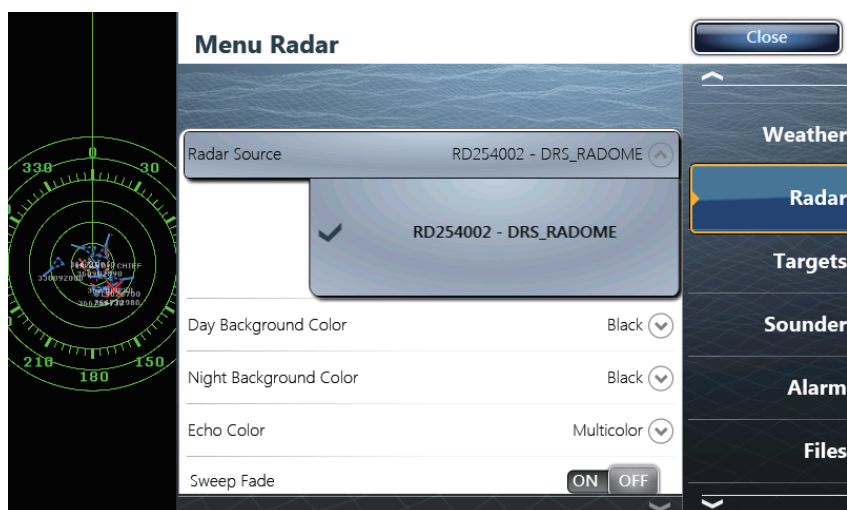 Menu Radar
Close
Radar Source RD254002 - DRS_RADOME
RD254002 - DRS_RADOME
Day Background Color Black
Night Background Color Black
Echo Color Multicolor
Sweep Fade ON OFF
Weather
Radar
Targets
Sounder
Alarm
Files
330 0 30
210 180 150